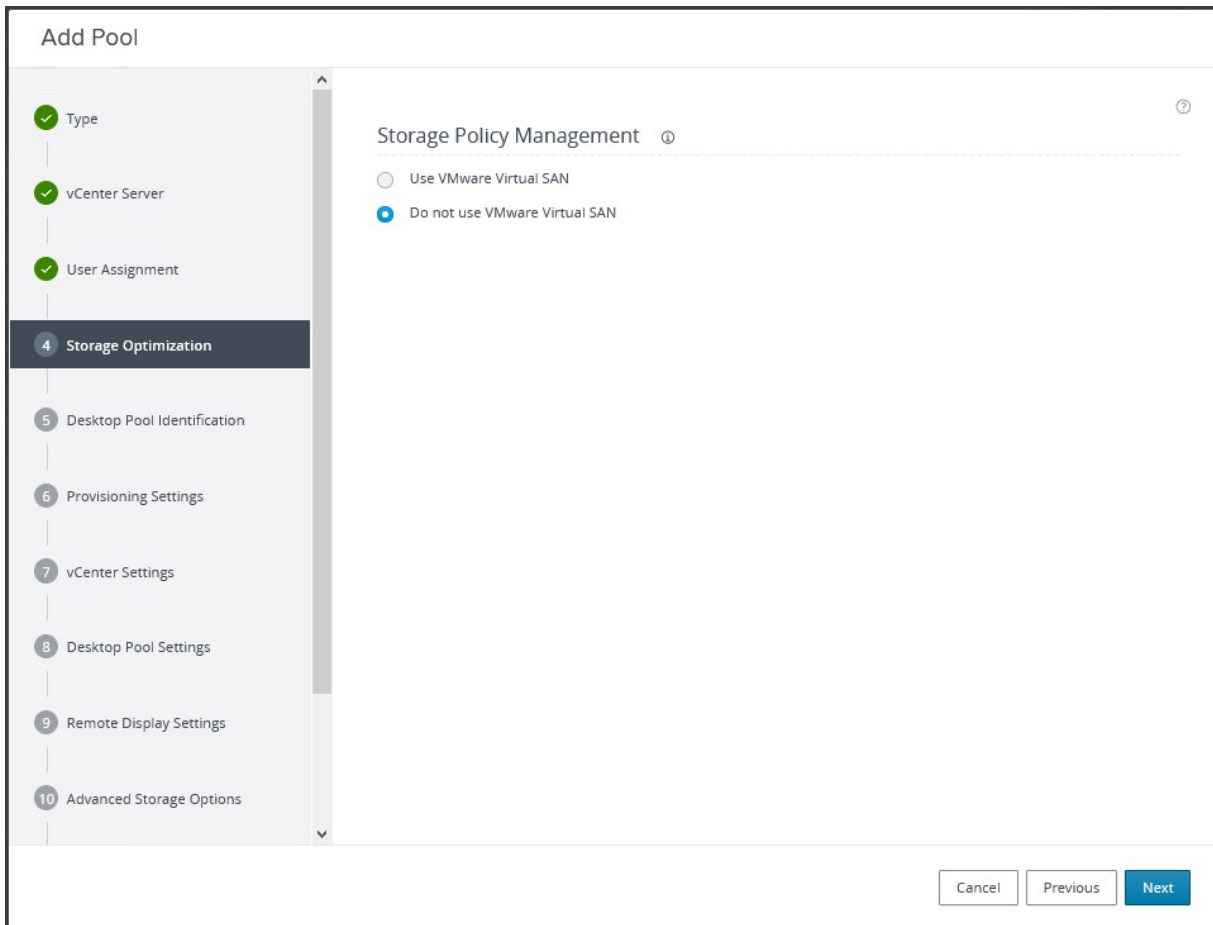 Add Pool
Type
vCenter Server
User Assignment
4 Storage Optimization
5 Desktop Pool Identification
6 Provisioning Settings
7 vCenter Settings
8 Desktop Pool Settings
9 Remote Display Settings
10 Advanced Storage Options
?
Storage Policy Management
Use VMware Virtual SAN
Do not use VMware Virtual SAN
Cancel
Previous
Next